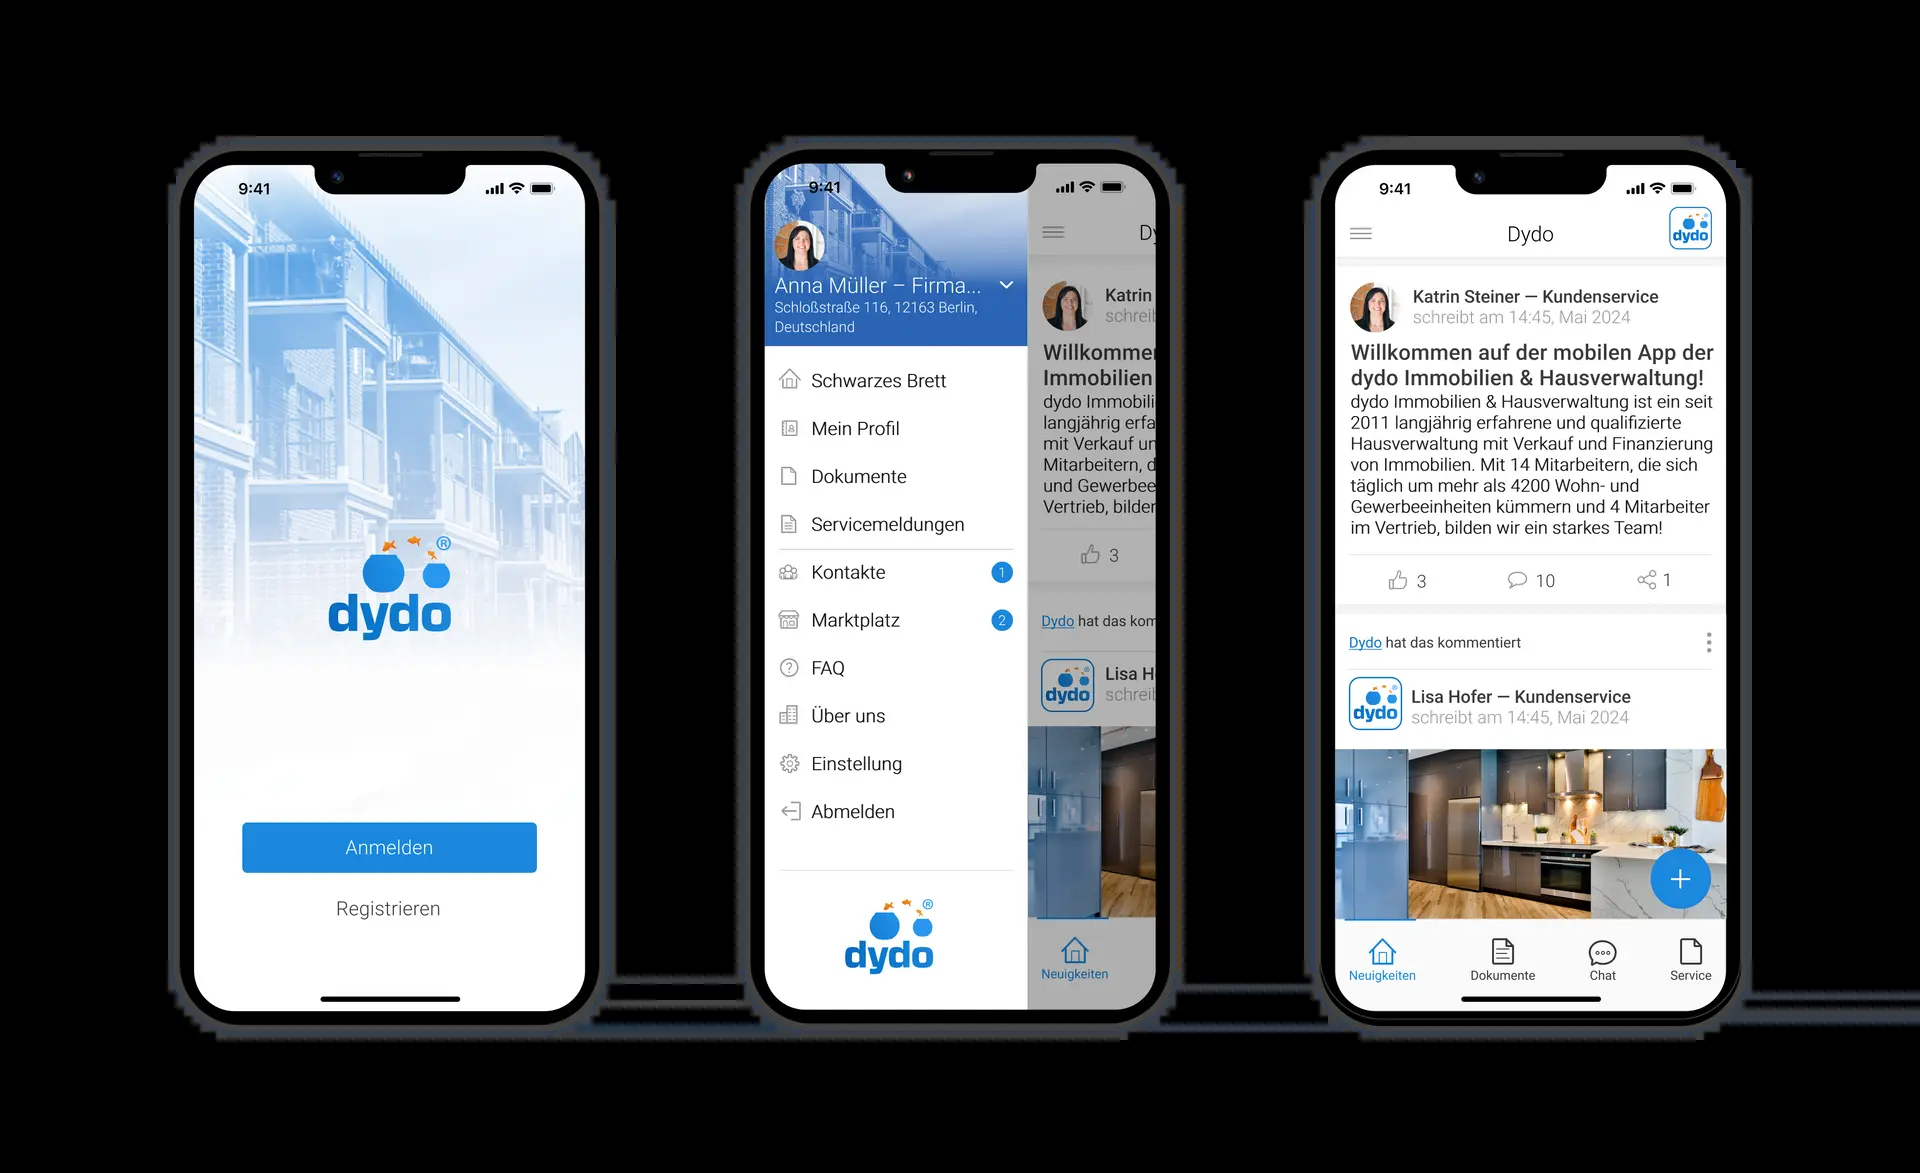 9:41
®
dydo
Anmelden
Registrieren
9:41
Anna Müller – Firma...
Schloßstraße 116, 12163 Berlin,
Deutschland
Schwarzes Brett
Mein Profil
Dokumente
Servicemeldungen
Kontakte
1
Marktplatz
2
FAQ
Über uns
Einstellung
Abmelden
®
dydo
Dy
Katrin
schreib
Willkommen
Immobilien
dydo Immobili
langjährig erfa
mit Verkauf un
Mitarbeitern, d
und Gewerbee
Vertrieb, bilden
3
Dydo hat das kom
dydo
Lisa H
schreib
Neuigkeiten
9:41
Dydo
dydo
Katrin Steiner — Kundenservice
schreibt am 14:45, Mai 2024
Willkommen auf der mobilen App der
dydo Immobilien & Hausverwaltung!
dydo Immobilien & Hausverwaltung ist ein seit
2011 langjährig erfahrene und qualifizierte
Hausverwaltung mit Verkauf und Finanzierung
von Immobilien. Mit 14 Mitarbeitern, die sich
täglich um mehr als 4200 Wohn- und
Gewerbeeinheiten kümmern und 4 Mitarbeiter
im Vertrieb, bilden wir ein starkes Team!
3 10 1
Dydo hat das kommentiert
dydo
Lisa Hofer — Kundenservice
schreibt am 14:45, Mai 2024
Neuigkeiten Dokumente Chat Service